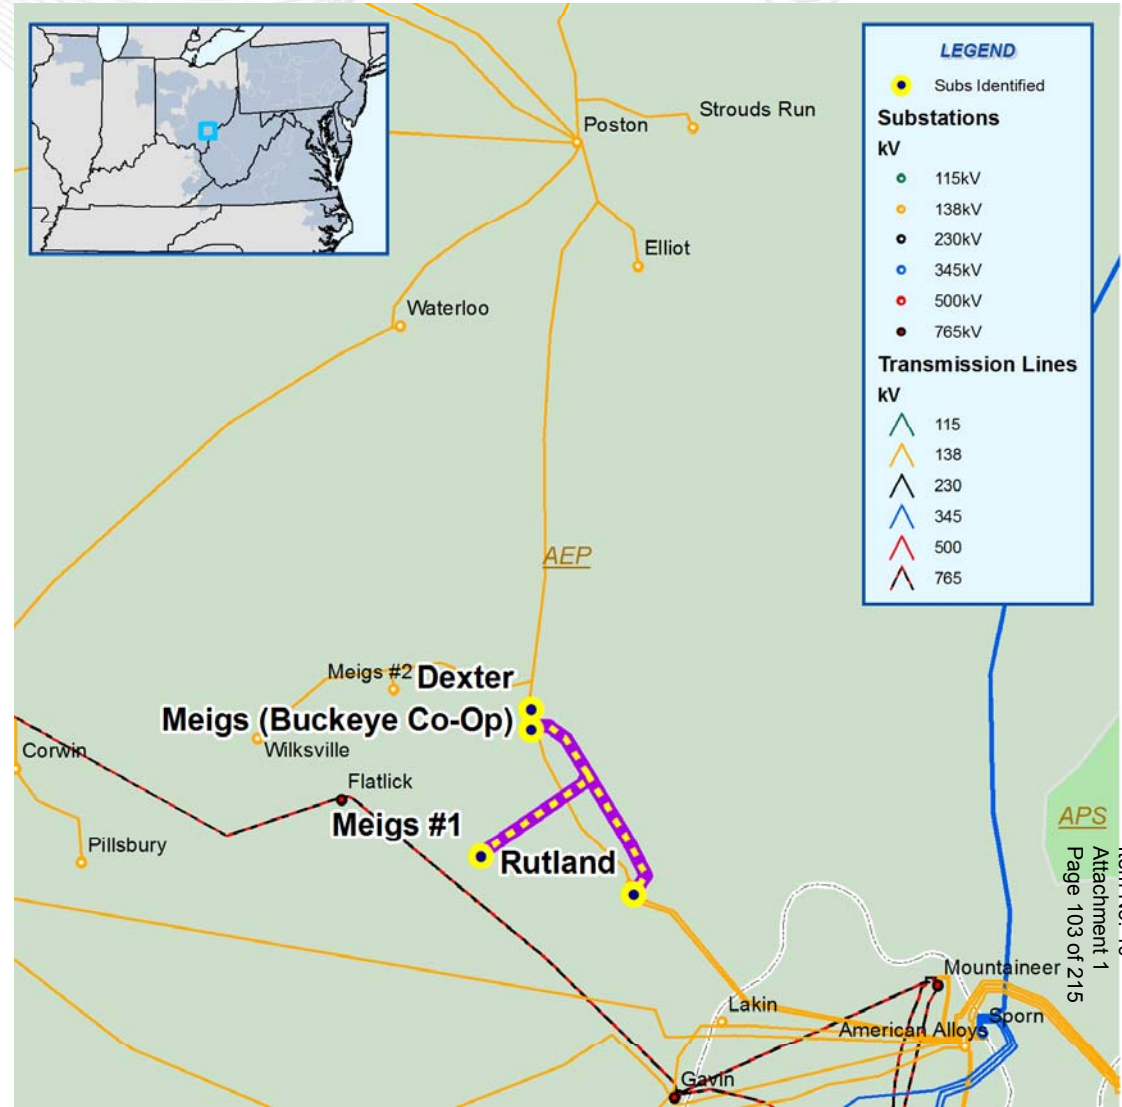 Strouds Run
Poston
Elliot
Waterloo
AEP
Meigs #2
Dexter
Meigs (Buckeye Co-Op)
Wilksville
Corwin
Flatlick
Meigs #1
Pillsbury
Rutland
Mountaineer
Lakin
Sporn
American Alloys
Gavin
APS
LEGEND
Subs Identified
Substations
kV
115kV
138kV
230kV
345kV
500kV
765kV
Transmission Lines
kV
115
138
230
345
500
765
Attachment 1
Page 103 of 215